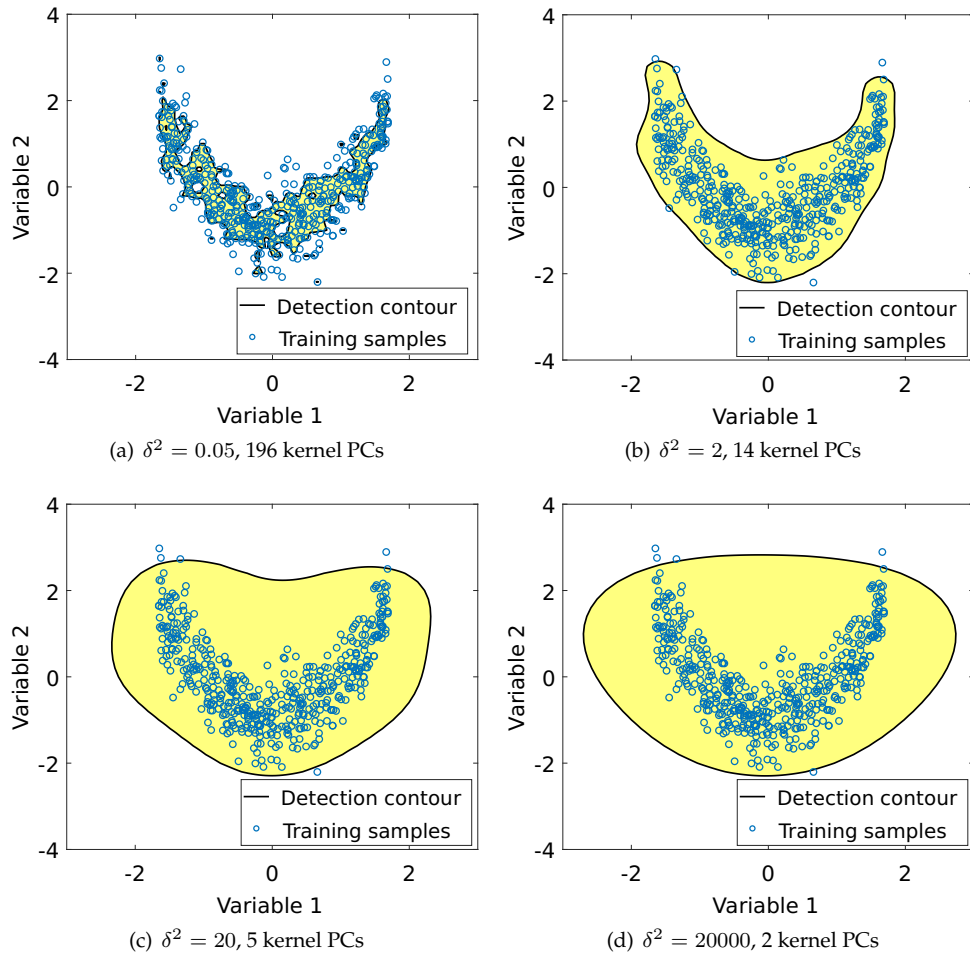 4
2
0
-2
-4
-2
0
2
Variable 2
Variable 1
Detection contour
Training samples
(a) δ² = 0.05, 196 kernel PCs
4
2
0
-2
-4
-2
0
2
Variable 2
Variable 1
Detection contour
Training samples
(b) δ² = 2, 14 kernel PCs
4
2
0
-2
-4
-2
0
2
Variable 2
Variable 1
Detection contour
Training samples
(c) δ² = 20, 5 kernel PCs
4
2
0
-2
-4
-2
0
2
Variable 2
Variable 1
Detection contour
Training samples
(d) δ² = 20000, 2 kernel PCs